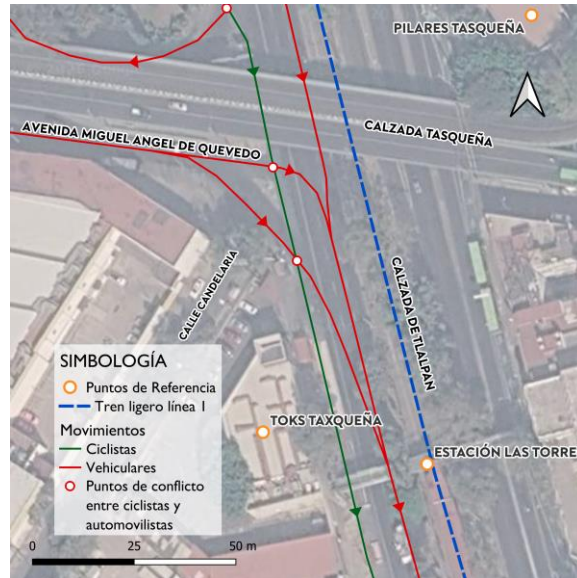 PILARES TASQUEÑA
CALZADA TASQUEÑA
AVENIDA MIGUEL ANGEL DE QUEVEDO
CALLE CANDELARIA
CALZADA DE TLALPAN
SIMBOLOGÍA
Puntos de Referencia
Tren ligero línea 1
Movimientos
Ciclistas
Vehiculares
Puntos de conflicto
entre ciclistas y
automovilistas
TOKS TAXQUEÑA
ESTACIÓN LAS TORRE
0 25 50 m